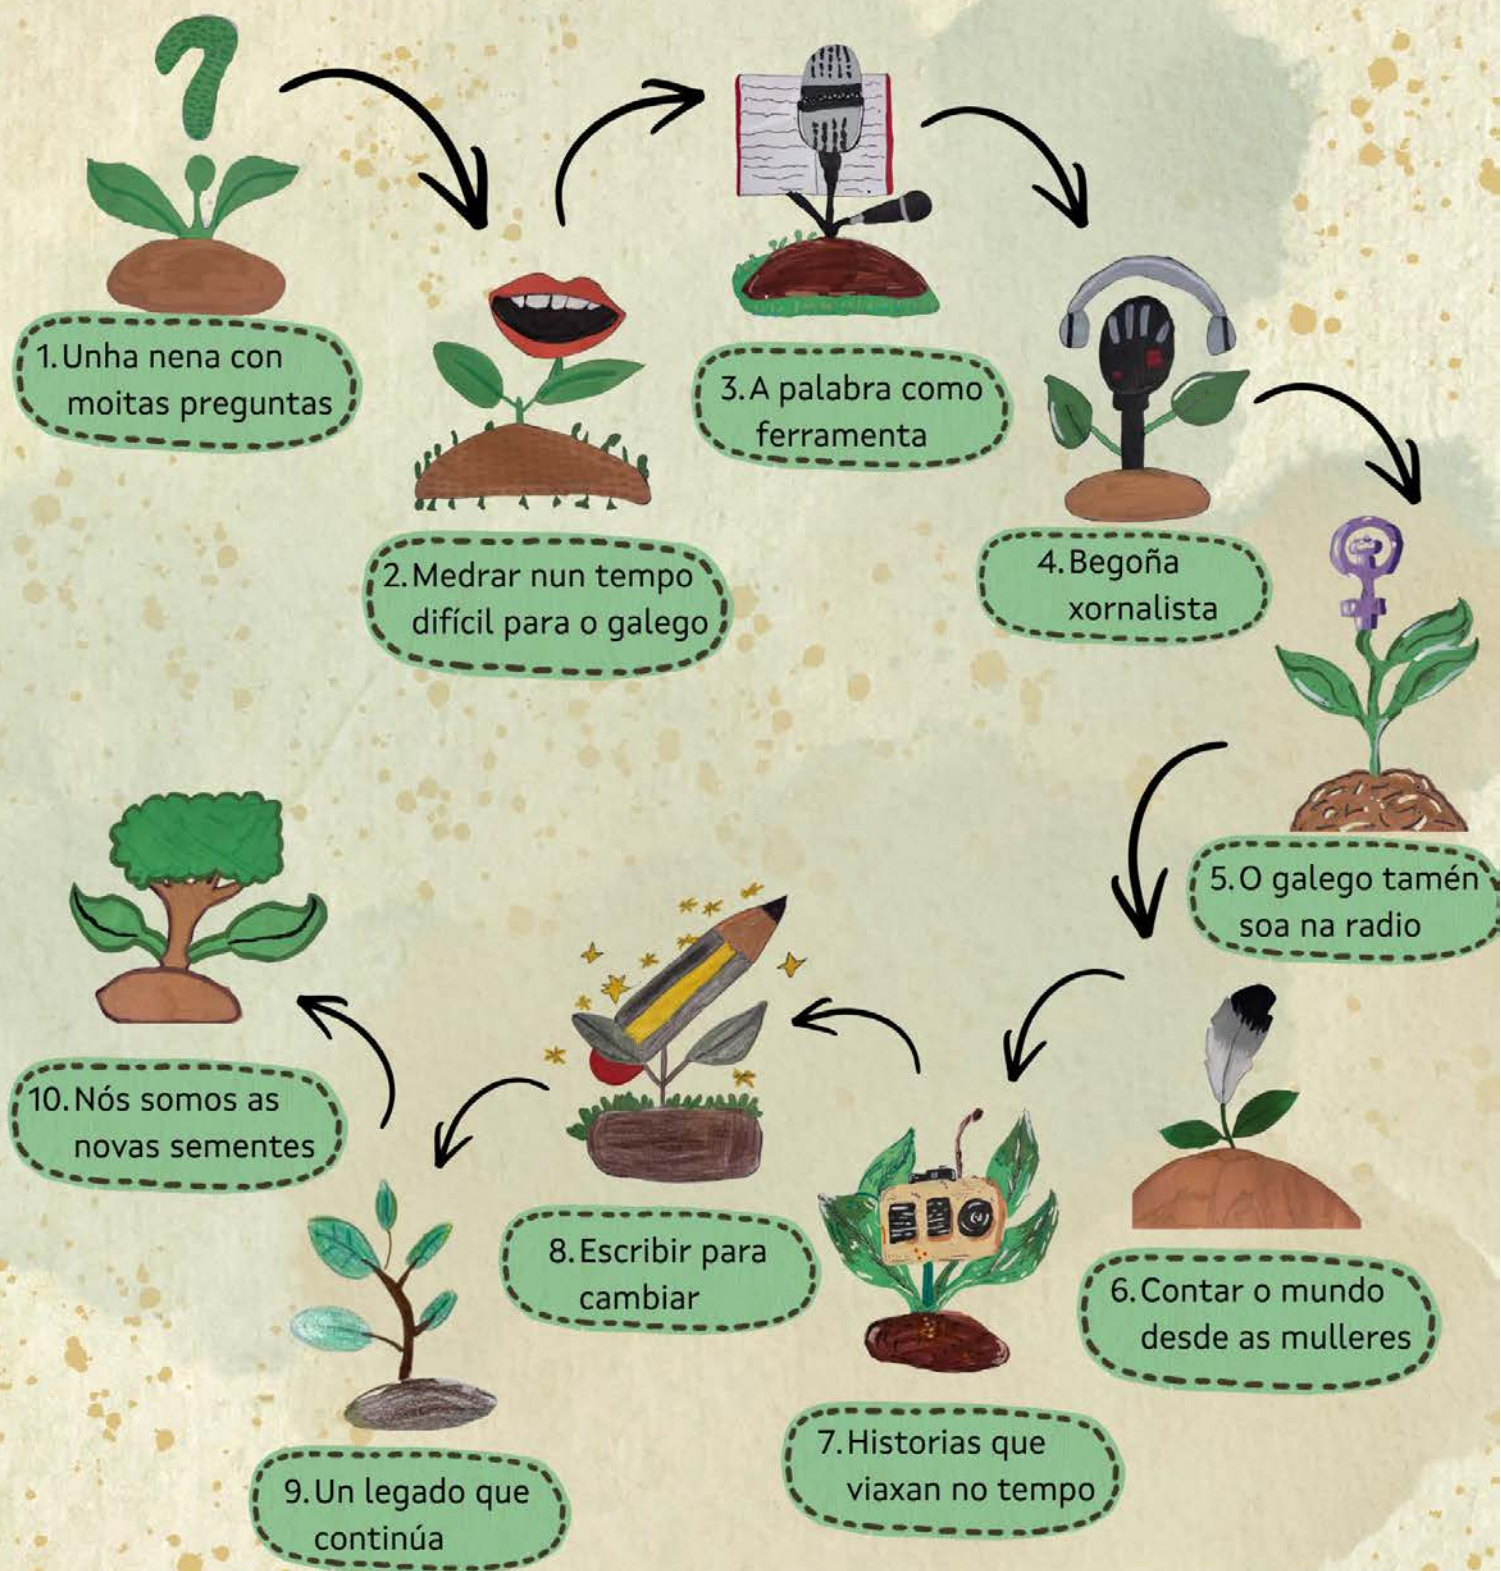 1. Unha nena con
moitas preguntas
2. Medrar nun tempo
difícil para o galego
3. A palabra como
ferramenta
4. Begoña
xornalista
5. O galego tamén
soa na radio
6. Contar o mundo
desde as mulleres
7. Historias que
viaxan no tempo
8. Escribir para
cambiar
9. Un legado que
continúa
10. Nós somos as
novas sementes